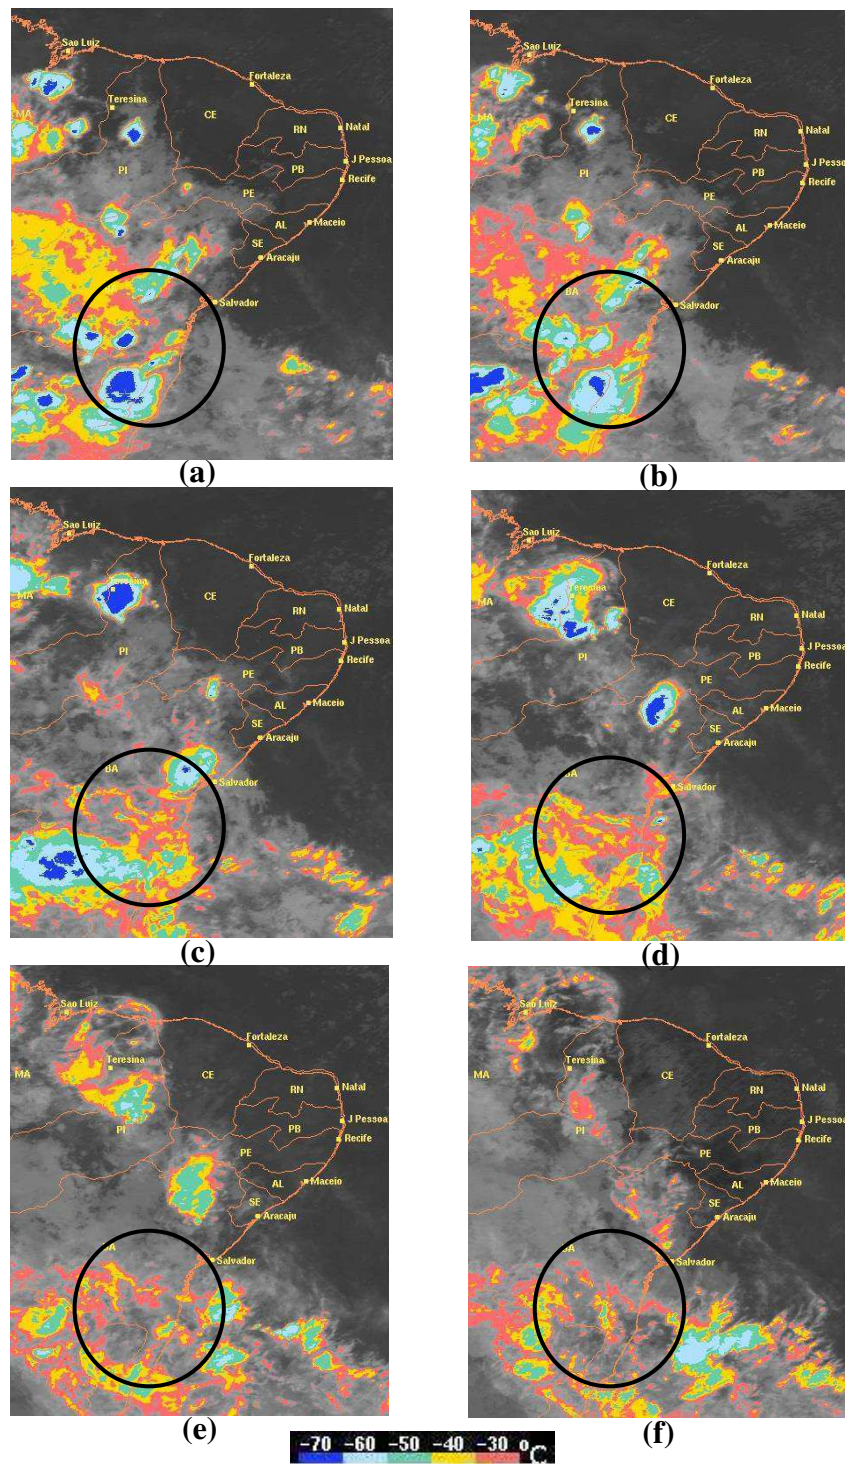 Sao Luiz
Fortaleza
Teresina
CE
MA
RN
Natal
J Pessoa
PI
PB
Recife
PE
AL
Maceio
SE
Aracaju
Salvador
(a)
Sao Luiz
Fortaleza
Teresina
MA
CE
RN
Natal
J Pessoa
PI
PB
Recife
PE
AL
Maceio
SE
Aracaju
BA
Salvador
(b)
Sao Luiz
Fortaleza
Teresina
MA
CE
RN
Natal
J Pessoa
PI
PB
Recife
PE
AL
Maceio
SE
Aracaju
BA
Salvador
(c)
Sao Luiz
Fortaleza
Teresina
MA
CE
RN
Natal
J Pessoa
PI
PB
Recife
PE
AL
Maceio
SE
Aracaju
Salvador
(d)
Sao Luiz
Fortaleza
Teresina
MA
CE
RN
Natal
J Pessoa
PI
PB
Recife
PE
AL
Maceio
SE
Aracaju
Salvador
(e)
Sao Luiz
Fortaleza
Teresina
MA
CE
RN
Natal
J Pessoa
PI
PB
Recife
PE
AL
Maceio
SE
Aracaju
Salvador
(f)
-70 -60 -50 -40 -30 °C